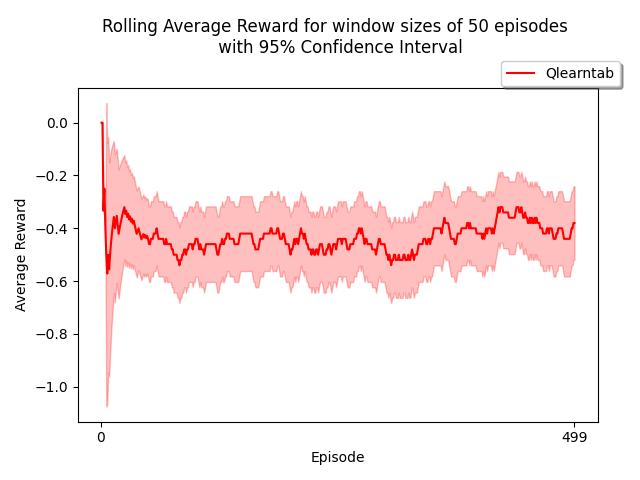 Rolling Average Reward for window sizes of 50 episodes
with 95% Confidence Interval
Qlearntab
0.0
−0.2
−0.4
−0.6
−0.8
−1.0
Average Reward
0
499
Episode